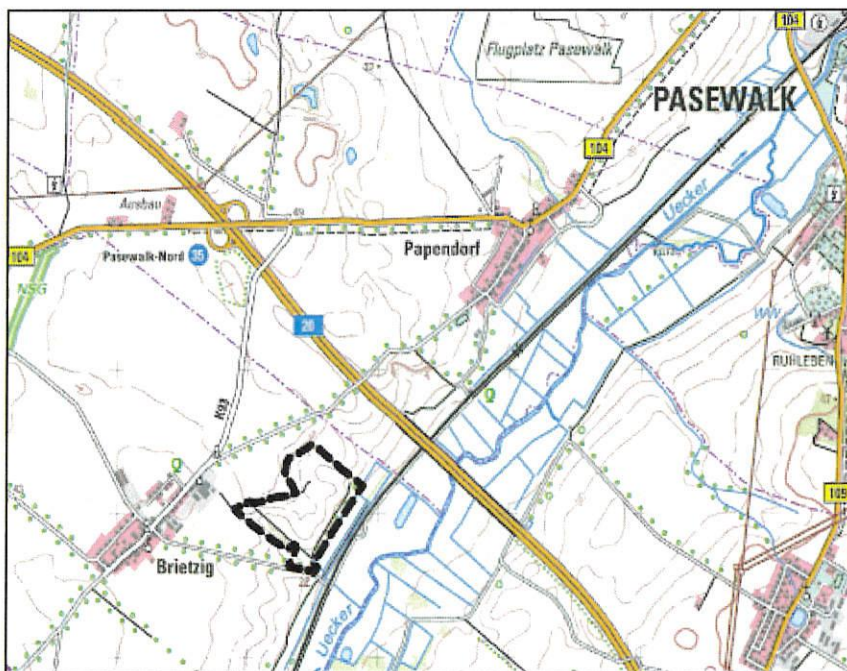 104
Flugplatz Pasewalk
PASEWALK
104
Uecker
Ausbau
Papendorf
104
Pasewalk-Nord 35
NSG
20
WW
RUHLEBEN
K93
109
Brietzig
Uecker